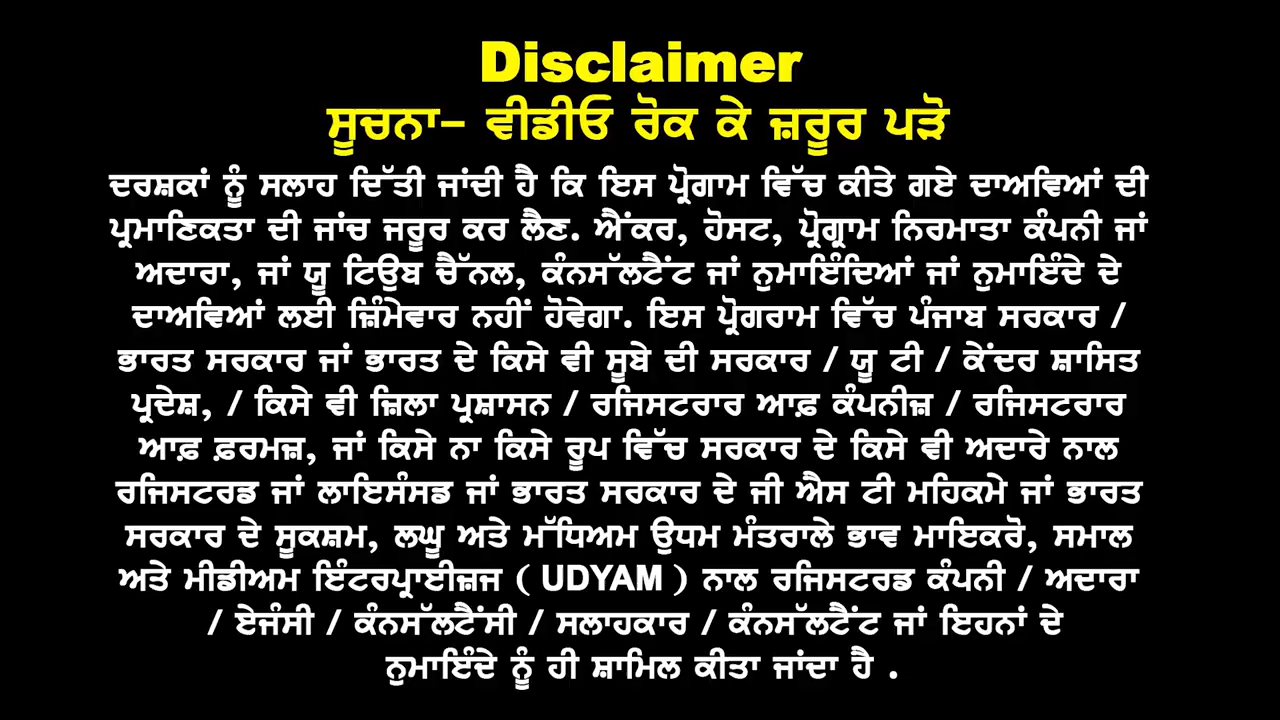 Disclaimer
ਸੂਚਨਾ- ਵੀਡੀਓ ਰੋਕ ਕੇ ਜ਼ਰੂਰ ਪੜੋ
ਦਰਸ਼ਕਾਂ ਨੂੰ ਸਲਾਹ ਦਿੱਤੀ ਜਾਂਦੀ ਹੈ ਕਿ ਇਸ ਪ੍ਰੋਗਾਮ ਵਿੱਚ ਕੀਤੇ ਗਏ ਦਾਅਵਿਆਂ ਦੀ
ਪ੍ਰਮਾਣਿਕਤਾ ਦੀ ਜਾਂਚ ਜਰੂਰ ਕਰ ਲੈਣ. ਐਂਕਰ, ਹੋਸਟ, ਪ੍ਰੋਗ੍ਰਾਮ ਨਿਰਮਾਤਾ ਕੰਪਨੀ ਜਾਂ
ਅਦਾਰਾ, ਜਾਂ ਯੂ ਟਿਉਬ ਚੈੱਨਲ, ਕੰਨਸੱਲਟੈਂਟ ਜਾਂ ਨੁਮਾਇੰਦਿਆਂ ਜਾਂ ਨੁਮਾਇੰਦੇ ਦੇ
ਦਾਅਵਿਆਂ ਲਈ ਜ਼ਿੰਮੇਵਾਰ ਨਹੀਂ ਹੋਵੇਗਾ. ਇਸ ਪ੍ਰੋਗਰਾਮ ਵਿੱਚ ਪੰਜਾਬ ਸਰਕਾਰ /
ਭਾਰਤ ਸਰਕਾਰ ਜਾਂ ਭਾਰਤ ਦੇ ਕਿਸੇ ਵੀ ਸੂਬੇ ਦੀ ਸਰਕਾਰ / ਯੂ ਟੀ / ਕੇਂਦਰ ਸ਼ਾਸਿਤ
ਪ੍ਰਦੇਸ਼, / ਕਿਸੇ ਵੀ ਜ਼ਿਲਾ ਪ੍ਰਸ਼ਾਸਨ / ਰਜਿਸਟਰਾਰ ਆਫ਼ ਕੰਪਨੀਜ਼ / ਰਜਿਸਟਰਾਰ
ਆਫ਼ ਫ਼ਰਮਜ਼, ਜਾਂ ਕਿਸੇ ਨਾ ਕਿਸੇ ਰੂਪ ਵਿੱਚ ਸਰਕਾਰ ਦੇ ਕਿਸੇ ਵੀ ਅਦਾਰੇ ਨਾਲ
ਰਜਿਸਟਰਡ ਜਾਂ ਲਾਇਸੰਸਡ ਜਾਂ ਭਾਰਤ ਸਰਕਾਰ ਦੇ ਜੀ ਐਸ ਟੀ ਮਹਿਕਮੇ ਜਾਂ ਭਾਰਤ
ਸਰਕਾਰ ਦੇ ਸੂਕਸ਼ਮ, ਲਘੂ ਅਤੇ ਮੱਧਿਅਮ ਉਧਮ ਮੰਤਰਾਲੇ ਭਾਵ ਮਾਇਕਰੋ, ਸਮਾਲ
ਅਤੇ ਮੀਡੀਅਮ ਇੰਟਰਪ੍ਰਾਈਜ਼ਜ ( UDYAM ) ਨਾਲ ਰਜਿਸਟਰਡ ਕੰਪਨੀ / ਅਦਾਰਾ
/ ਏਜੰਸੀ / ਕੰਨਸੱਲਟੈਂਸੀ / ਸਲਾਹਕਾਰ / ਕੰਨਸੱਲਟੈਂਟ ਜਾਂ ਇਹਨਾਂ ਦੇ
ਨੁਮਾਇੰਦੇ ਨੂੰ ਹੀ ਸ਼ਾਮਿਲ ਕੀਤਾ ਜਾਂਦਾ ਹੈ .